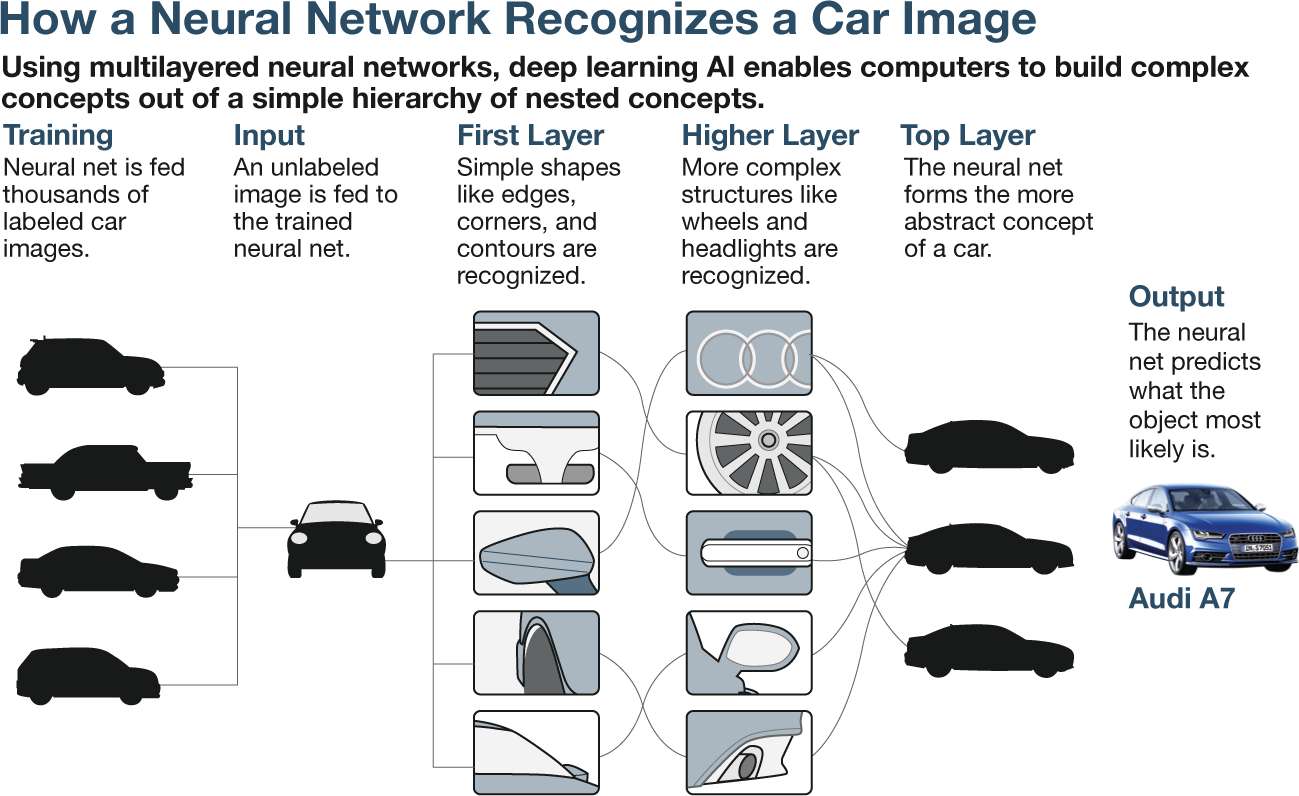 How a Neural Network Recognizes a Car Image
Using multilayered neural networks, deep learning AI enables computers to build complex
concepts out of a simple hierarchy of nested concepts.
Training
Neural net is fed
thousands of
labeled car
images.
Input
An unlabeled
image is fed to
the trained
neural net.
First Layer
Simple shapes
like edges,
corners, and
contours are
recognized.
Higher Layer
More complex
structures like
wheels and
headlights are
recognized.
Top Layer
The neural net
forms the more
abstract concept
of a car.
Output
The neural
net predicts
what the
object most
likely is.
Audi A7